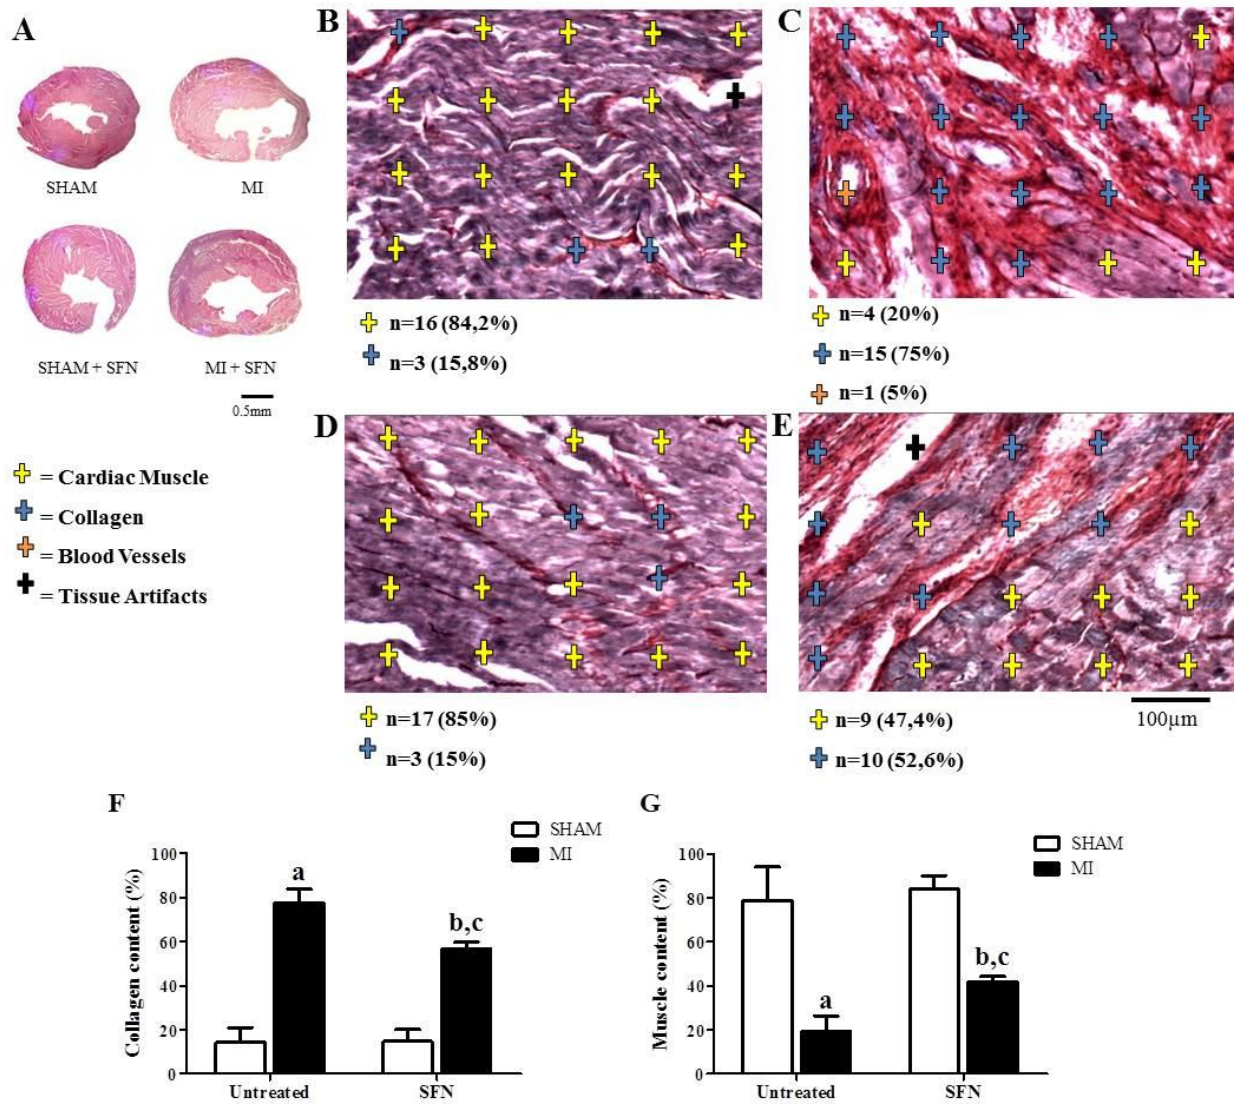 A
SHAM
MI
SHAM + SFN
MI + SFN
0.5mm
= Cardiac Muscle
= Collagen
= Blood Vessels
= Tissue Artifacts
B
n=16 (84,2%)
n=3 (15,8%)
C
n=4 (20%)
n=15 (75%)
n=1 (5%)
D
n=17 (85%)
n=3 (15%)
E
100µm
n=9 (47,4%)
n=10 (52,6%)
F
SHAM
MI
Collagen content (%)
100
80
60
40
20
0
a
b,c
Untreated
SFN
G
SHAM
MI
Muscle content (%)
100
80
60
40
20
0
a
b,c
Untreated
SFN